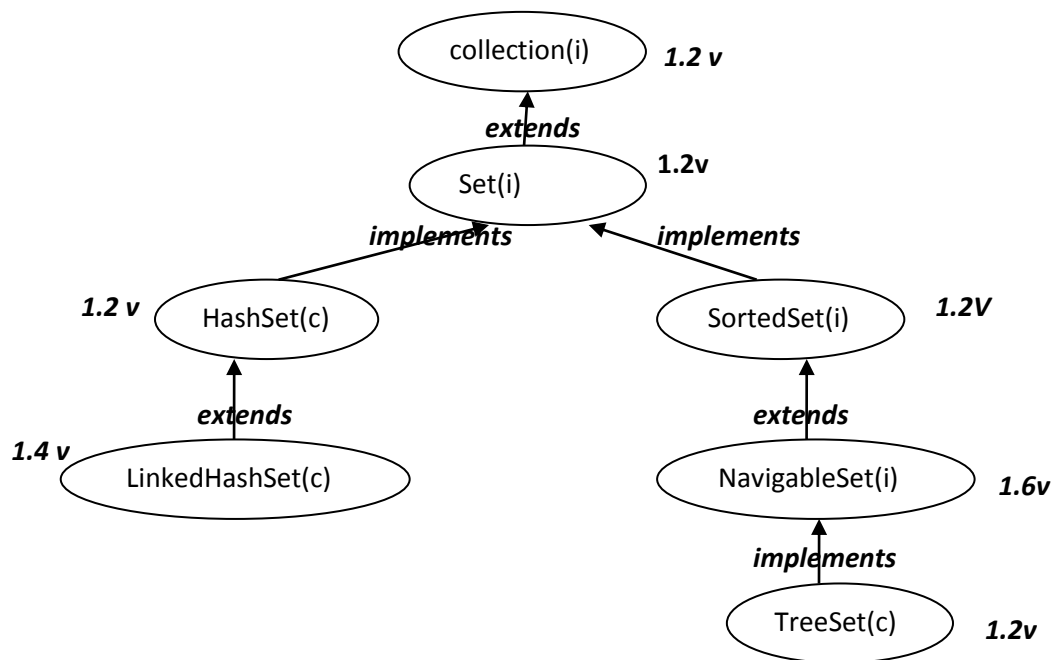 collection(i)
1.2 v
extends
Set(i)
1.2v
implements
implements
1.2 v
HashSet(c)
SortedSet(i)
1.2V
extends
extends
1.4 v
LinkedHashSet(c)
NavigableSet(i)
1.6v
implements
TreeSet(c)
1.2v